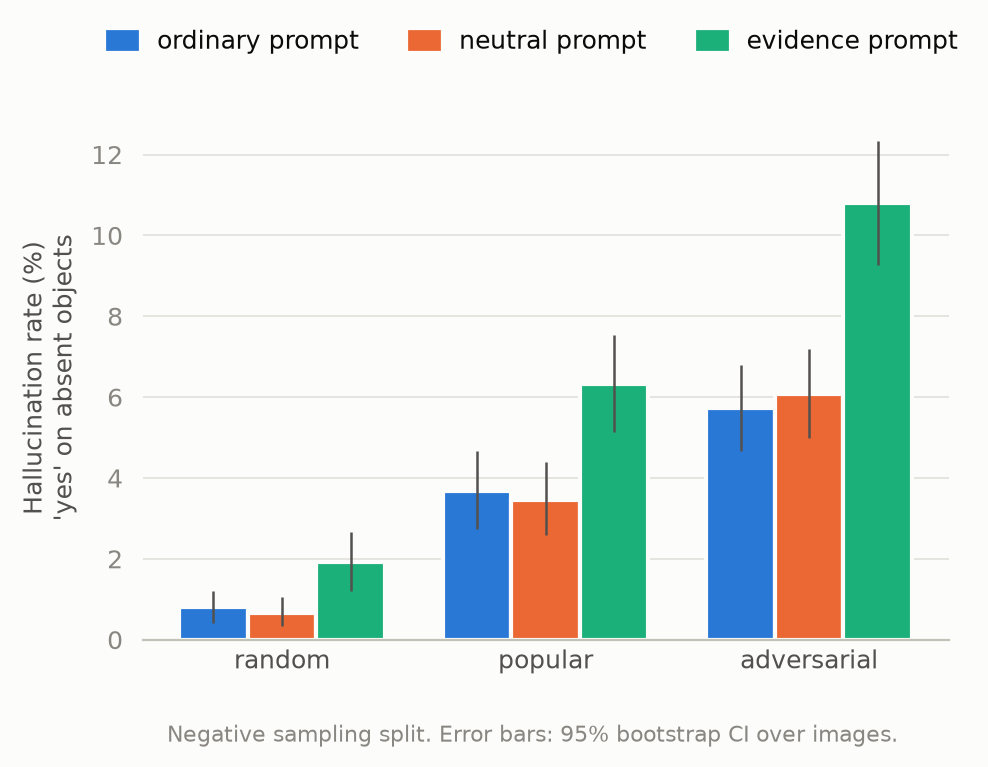 ordinary prompt neutral prompt evidence prompt
Hallucination rate (%)
'yes' on absent objects
12
10
8
6
4
2
0
random popular adversarial
Negative sampling split. Error bars: 95% bootstrap CI over images.